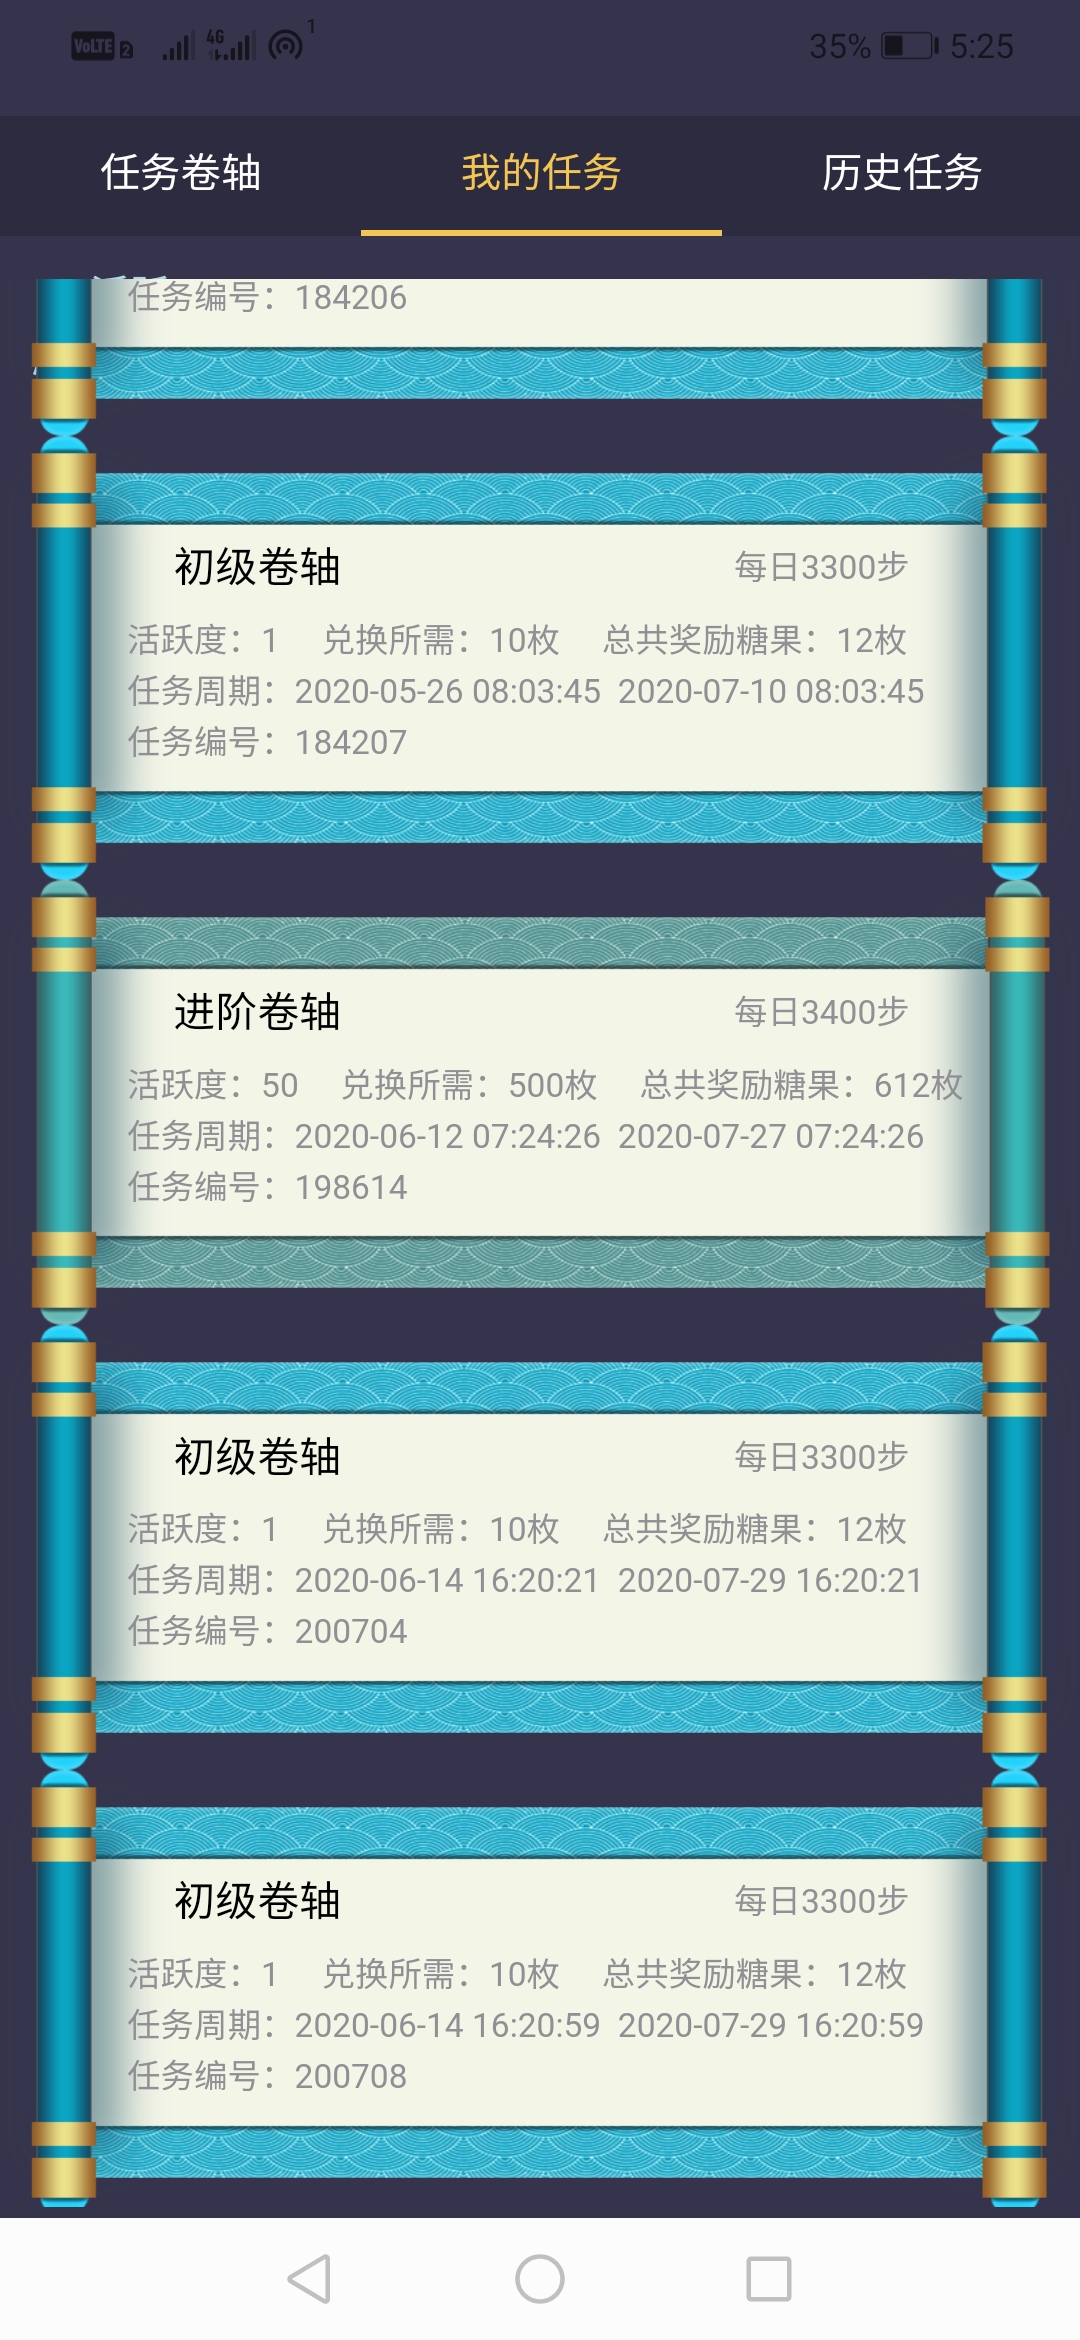 VoLTE 2 4G 1 35% 5:25
任务卷轴 我的任务 历史任务
任务编号：184206
初级卷轴 每日3300步
活跃度：1 兑换所需：10枚 总共奖励糖果：12枚
任务周期：2020-05-26 08:03:45 2020-07-10 08:03:45
任务编号：184207
进阶卷轴 每日3400步
活跃度：50 兑换所需：500枚 总共奖励糖果：612枚
任务周期：2020-06-12 07:24:26 2020-07-27 07:24:26
任务编号：198614
初级卷轴 每日3300步
活跃度：1 兑换所需：10枚 总共奖励糖果：12枚
任务周期：2020-06-14 16:20:21 2020-07-29 16:20:21
任务编号：200704
初级卷轴 每日3300步
活跃度：1 兑换所需：10枚 总共奖励糖果：12枚
任务周期：2020-06-14 16:20:59 2020-07-29 16:20:59
任务编号：200708